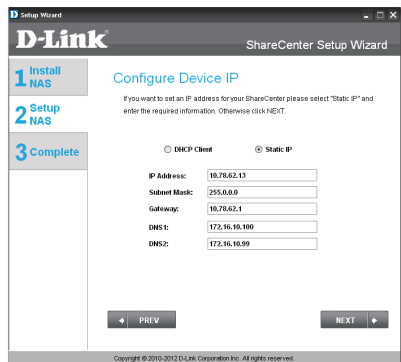 D Setup Wizard
D-Link
ShareCenter Setup Wizard
1 Install NAS
2 Setup NAS
3 Complete
Configure Device IP
If you want to set an IP address for your ShareCenter please select "Static IP" and
enter the required information. Otherwise click NEXT.
DHCP Client
Static IP
IP Address: 10.78.62.13
Subnet Mask: 255.0.0.0
Gateway: 10.78.62.1
DNS1: 172.16.10.100
DNS2: 172.16.10.99
PREV
NEXT
Copyright © 2010-2012 D-Link Corporation Inc. All rights reserved.